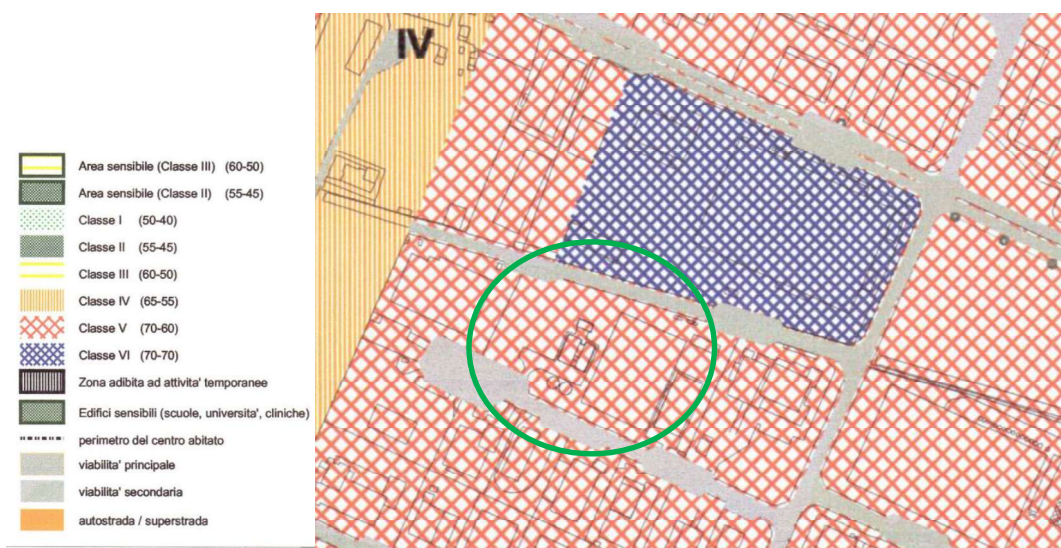 IV
Area sensibile (Classe III) (60-50)
Area sensibile (Classe II) (55-45)
Classe I (50-40)
Classe II (55-45)
Classe III (60-50)
Classe IV (65-55)
Classe V (70-60)
Classe VI (70-70)
Zona adibita ad attivita' temporanee
Edifici sensibili (scuole, universita', cliniche)
perimetro del centro abitato
viabilita' principale
viabilita' secondaria
autostrada / superstrada